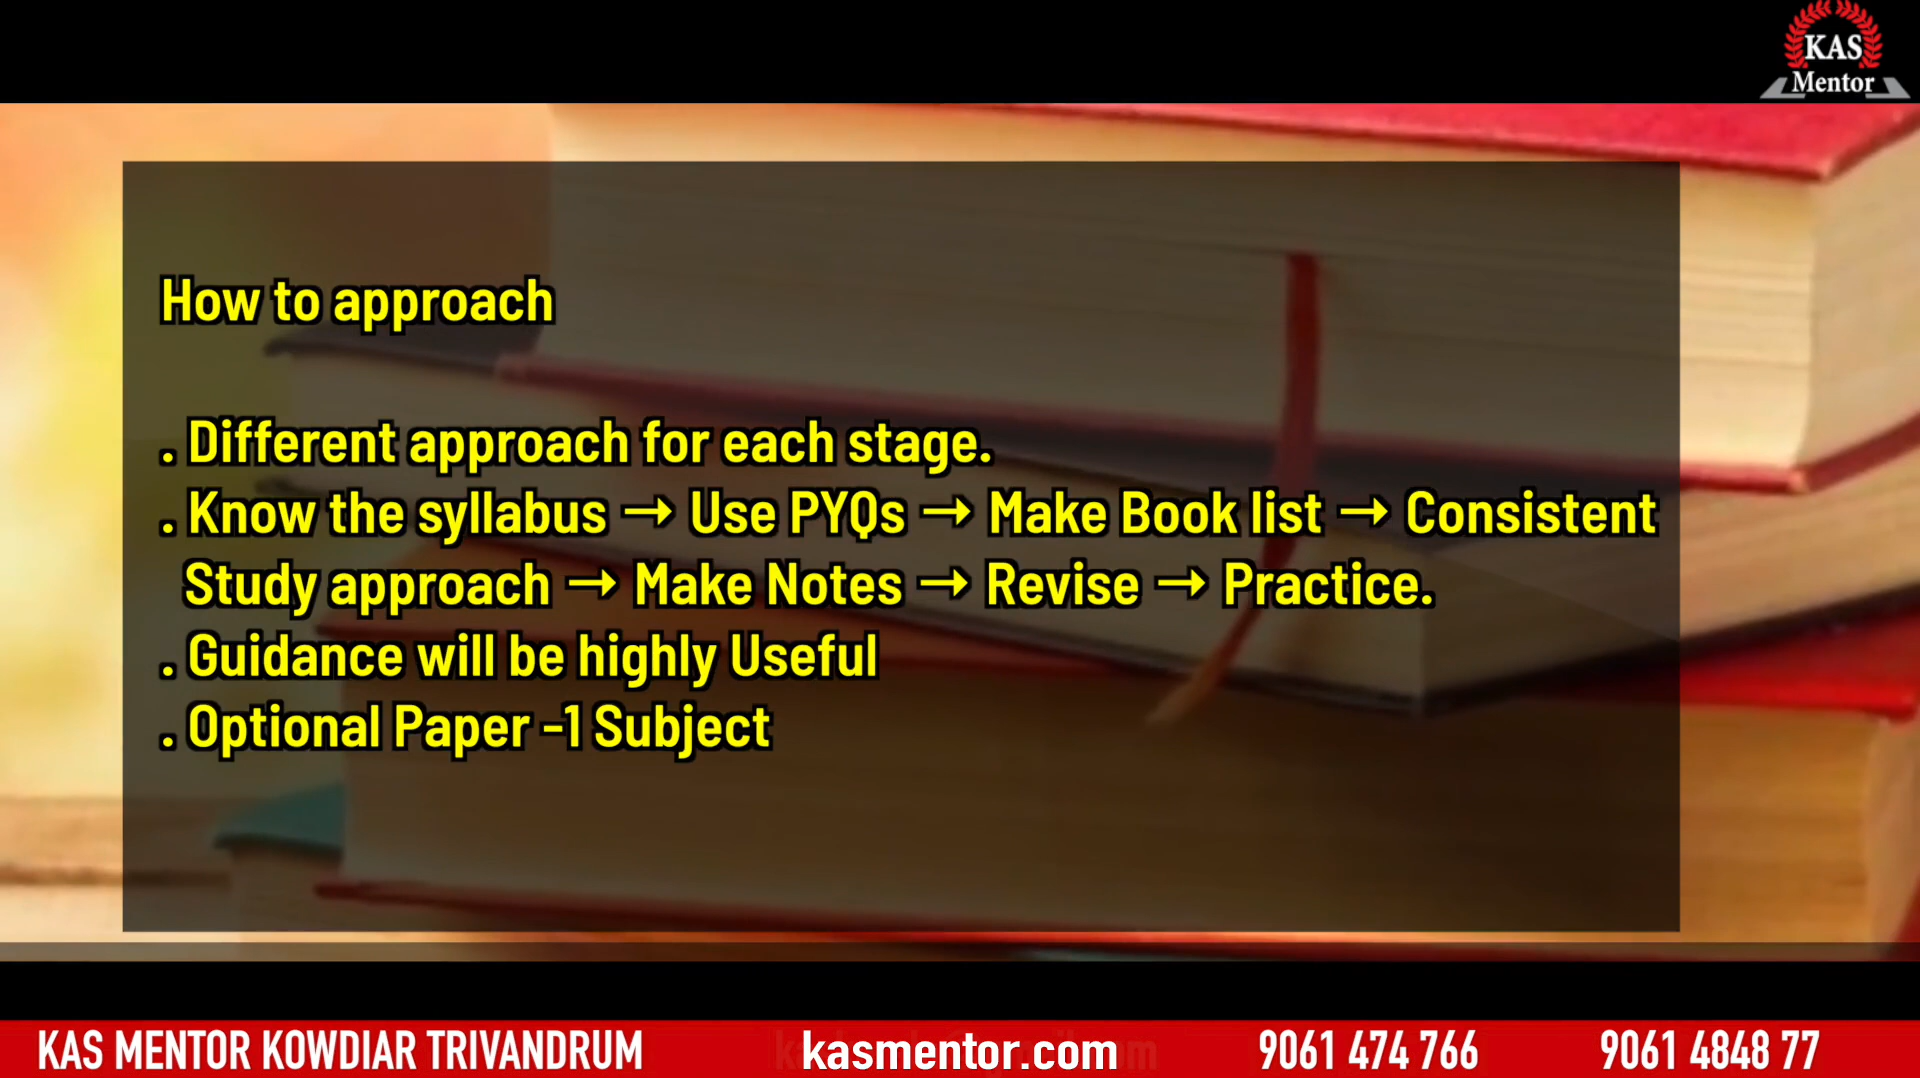 KAS
Mentor
How to approach
. Different approach for each stage.
. Know the syllabus → Use PYQs → Make Book list → Consistent
Study approach → Make Notes → Revise → Practice.
. Guidance will be highly Useful
. Optional Paper -1 Subject
KAS MENTOR KOWDIAR TRIVANDRUM kasmentor.com 9061 474 766 9061 4848 77